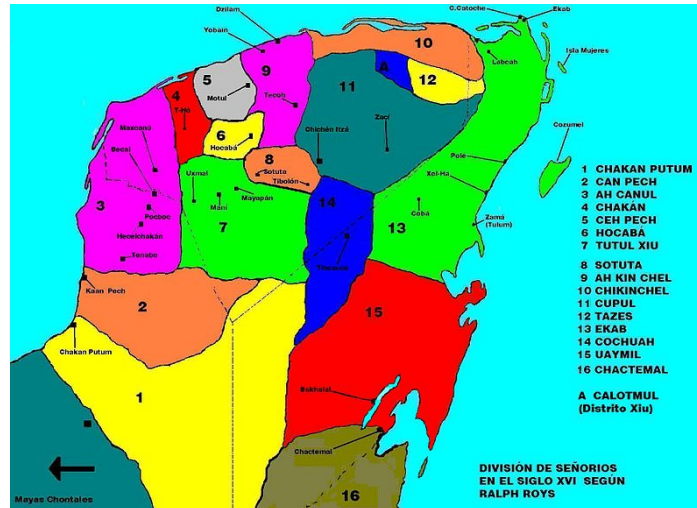 C.Catoche
Ekab
Dzilam
Yobaín
10
Labcah
Isla Mujeres
5
9
A
12
4
Motul
Tecoh
11
T-Hó
Maxcanú
6
Chichén Itzá
Zací
Cozumel
Hocabá
Becal
8
Polé
Sotuta
Uxmal
Tibolón
Xel-Ha
Mayapán
14
Maní
3
Pocboc
Cobá
Hecelchakán
7
13
Zamá
(Tulum)
Tenabo
Kaan Pech
2
15
Chakan Putum
1
Bakhalal
Chactemal
16
Mayas Chontales
1 CHAKAN PUTUM
2 CAN PECH
3 AH CANUL
4 CHAKÁN
5 CEH PECH
6 HOCABÁ
7 TUTUL XIU
8 SOTUTA
9 AH KIN CHEL
10 CHIKINCHEL
11 CUPUL
12 TAZES
13 EKAB
14 COCHUAH
15 UAYMIL
16 CHACTEMAL
A CALOTMUL
(Distrito Xiu)
DIVISIÓN DE SEÑORIOS
EN EL SIGLO XVI SEGÚN
RALPH ROYS